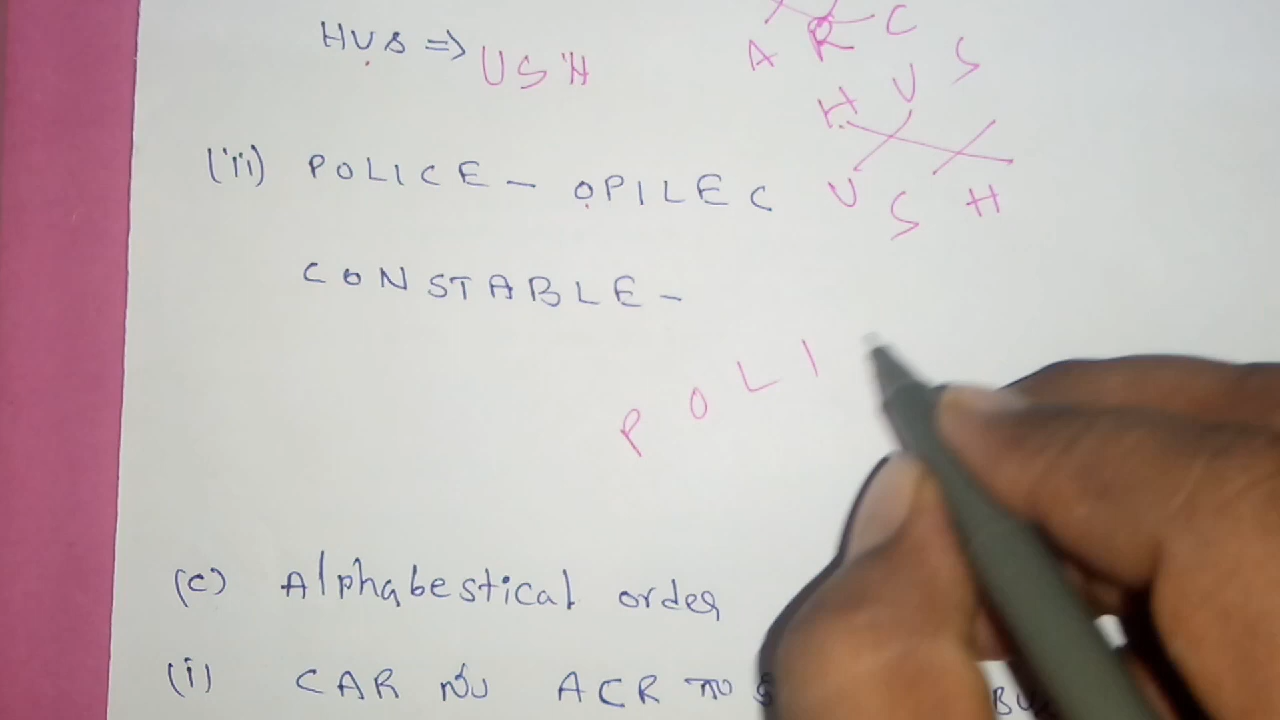 HUS => USH
A R C
H U S
U S H
(ii) POLICE - OPILEC
CONSTABLE -
P O L I
(c) Alphabestical order
(i) CAR ను ACR గా